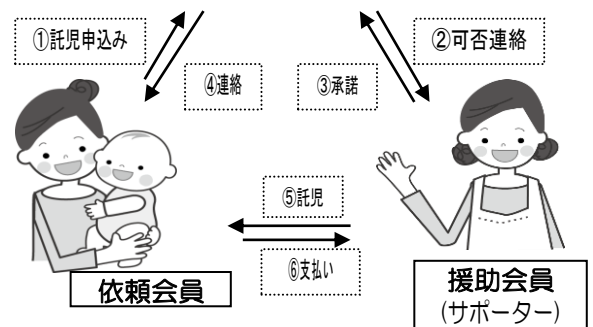 ①託児申込み
②可否連絡
④連絡
③承諾
⑤託児
⑥支払い
依頼会員
援助会員
(サポーター)